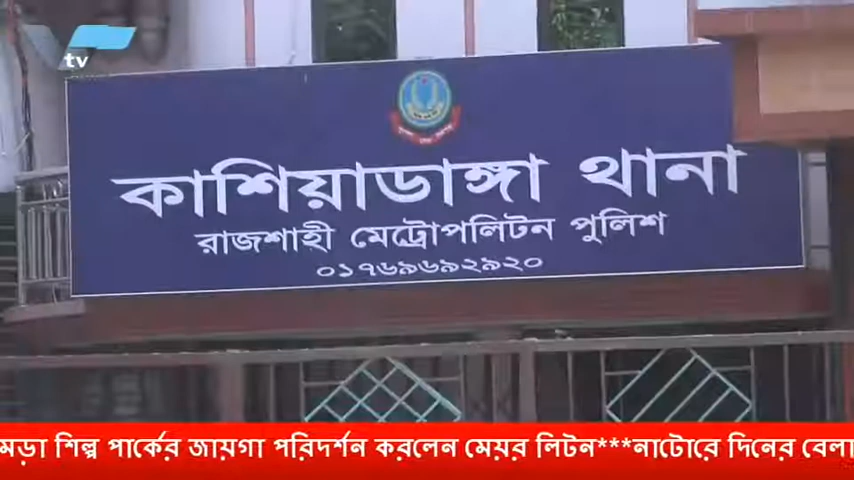 tv
কাশিয়াডাঙ্গা থানা
রাজশাহী মেট্রোপলিটন পুলিশ
০১৭৬৯৬৯২৯২০
মড়া শিল্প পার্কের জায়গা পরিদর্শন করলেন মেয়র লিটন***নাটোরে দিনের বেলা